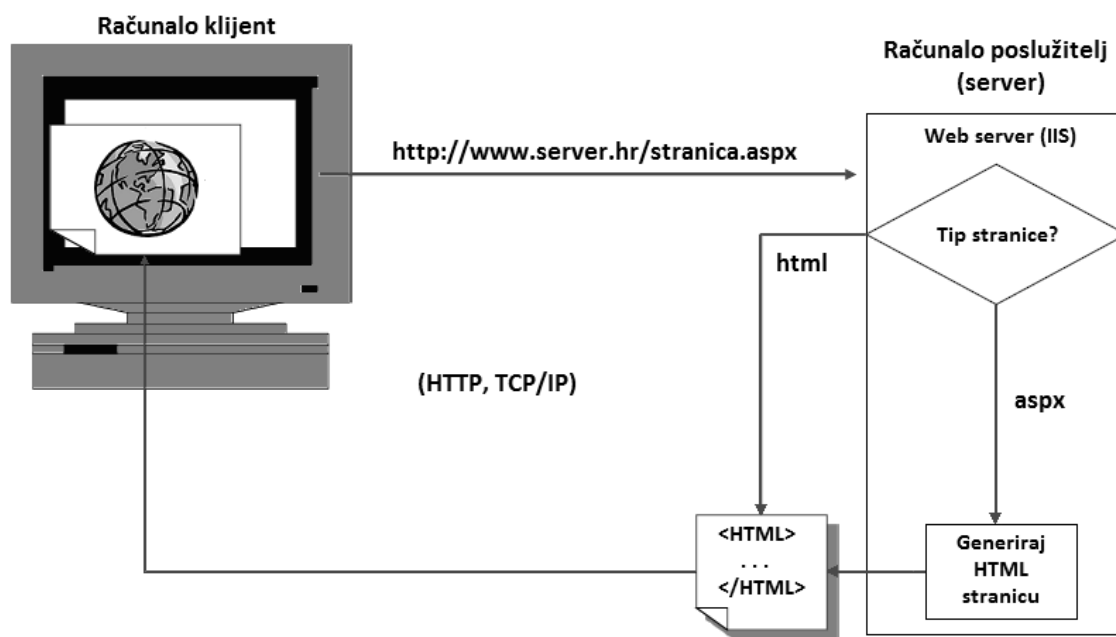 Računalo klijent
Računalo poslužitelj
(server)
Web server (IIS)
http://www.server.hr/stranica.aspx
Tip stranice?
html
(HTTP, TCP/IP)
aspx
<HTML>
. . .
</HTML>
Generiraj
HTML
stranicu